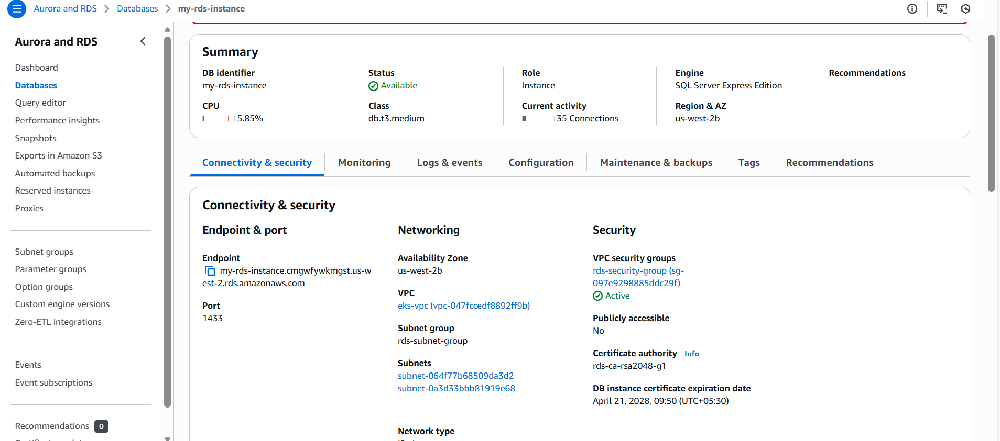 Aurora and RDS > Databases > my-rds-instance
Aurora and RDS
Dashboard
Databases
Query editor
Performance insights
Snapshots
Exports in Amazon S3
Automated backups
Reserved instances
Proxies
Subnet groups
Parameter groups
Option groups
Custom engine versions
Zero-ETL integrations
Events
Event subscriptions
Recommendations 0
Summary
DB identifier
my-rds-instance
Status
Available
Role
Instance
Engine
SQL Server Express Edition
Recommendations
CPU
5.85%
Class
db.t3.medium
Current activity
35 Connections
Region & AZ
us-west-2b
Connectivity & security
Monitoring
Logs & events
Configuration
Maintenance & backups
Tags
Recommendations
Connectivity & security
Endpoint & port
Endpoint
my-rds-instance.cmgwfywkmgst.us-w
est-2.rds.amazonaws.com
Port
1433
Networking
Availability Zone
us-west-2b
VPC
eks-vpc (vpc-047fccedf8892ff9b)
Subnet group
rds-subnet-group
Subnets
subnet-064f77b68509da3d2
subnet-0a3d33bbb81919e68
Network type
Security
VPC security groups
rds-security-group (sg-
097e9298885ddc29f)
Active
Publicly accessible
No
Certificate authority Info
rds-ca-rsa2048-g1
DB instance certificate expiration date
April 21, 2028, 09:50 (UTC+05:30)